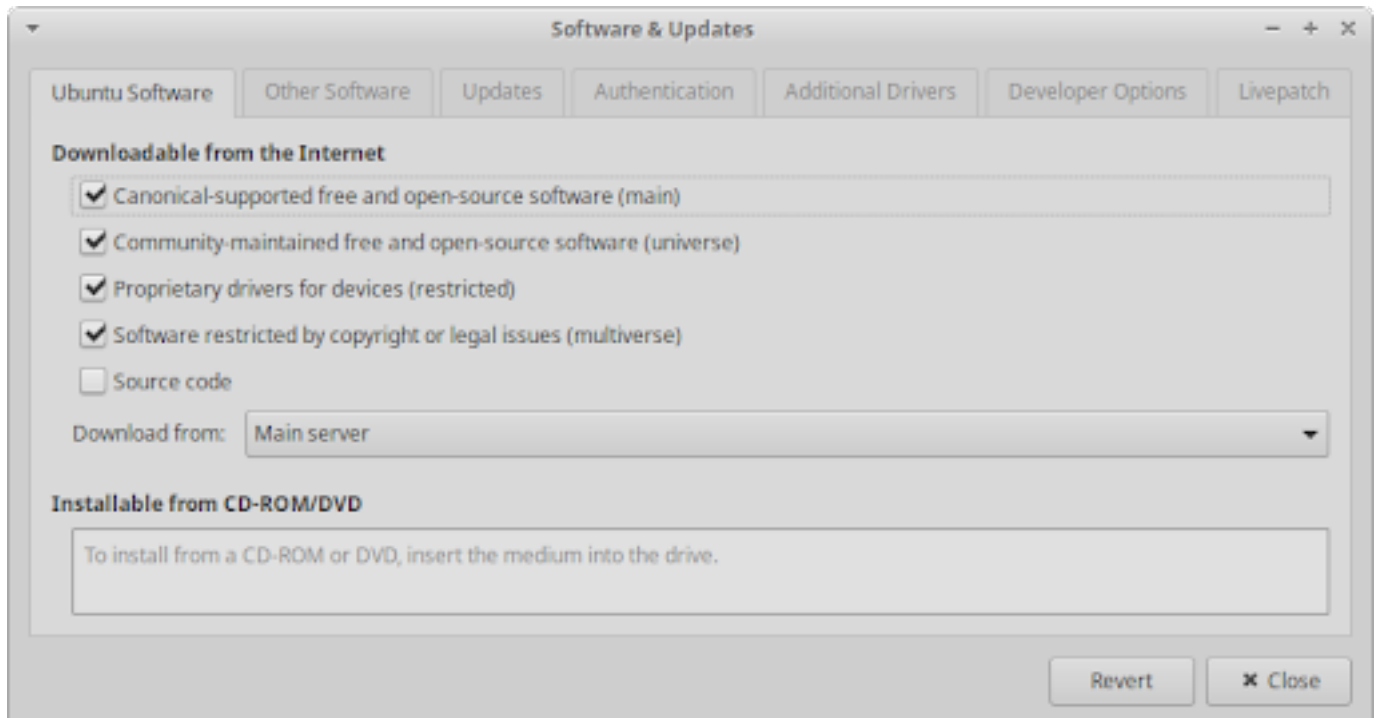 Software & Updates
Ubuntu Software Other Software Updates Authentication Additional Drivers Developer Options Livepatch
Downloadable from the Internet
Canonical-supported free and open-source software (main)
Community-maintained free and open-source software (universe)
Proprietary drivers for devices (restricted)
Software restricted by copyright or legal issues (multiverse)
Source code
Download from: Main server
Installable from CD-ROM/DVD
To install from a CD-ROM or DVD, insert the medium into the drive.
Revert Close